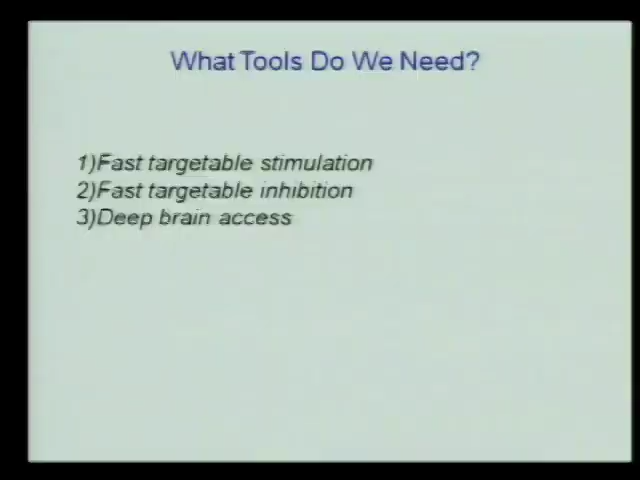 What Tools Do We Need?
1)Fast targetable stimulation
2)Fast targetable inhibition
3)Deep brain access